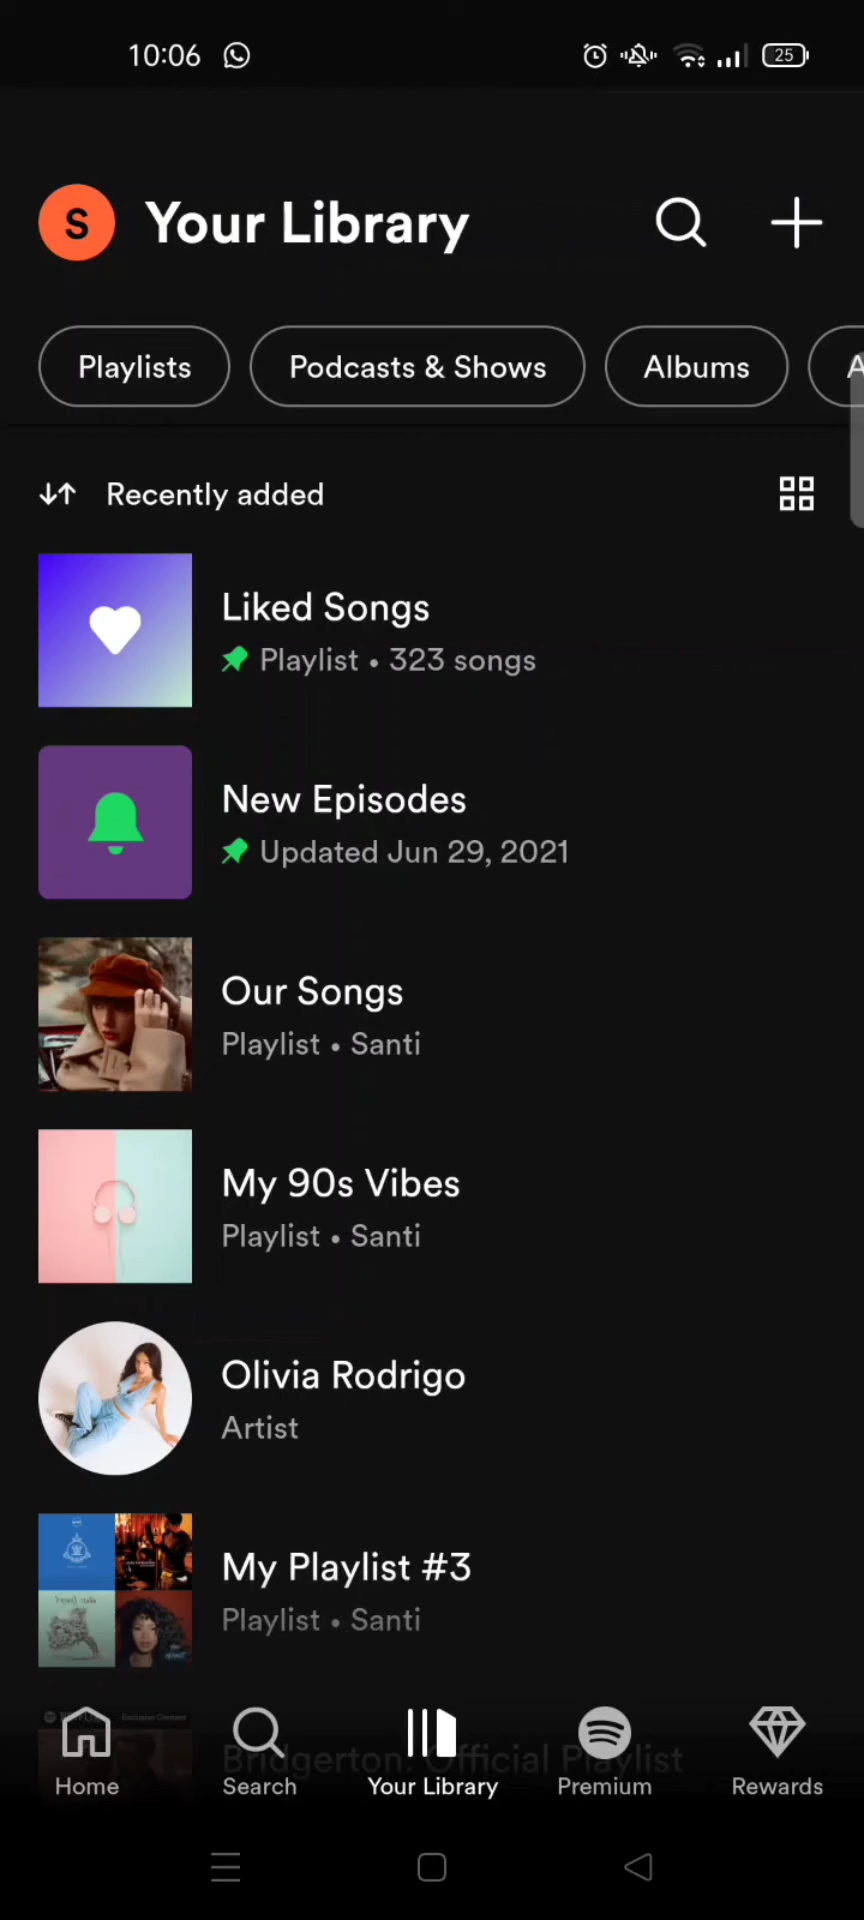 10:06
25
S
Your Library
Playlists
Podcasts & Shows
Albums
A
Recently added
Liked Songs
Playlist • 323 songs
New Episodes
Updated Jun 29, 2021
Our Songs
Playlist • Santi
My 90s Vibes
Playlist • Santi
Olivia Rodrigo
Artist
My Playlist #3
Playlist • Santi
Exclusive Content
Bridgerton: Official Playlist
Home
Search
Your Library
Premium
Rewards